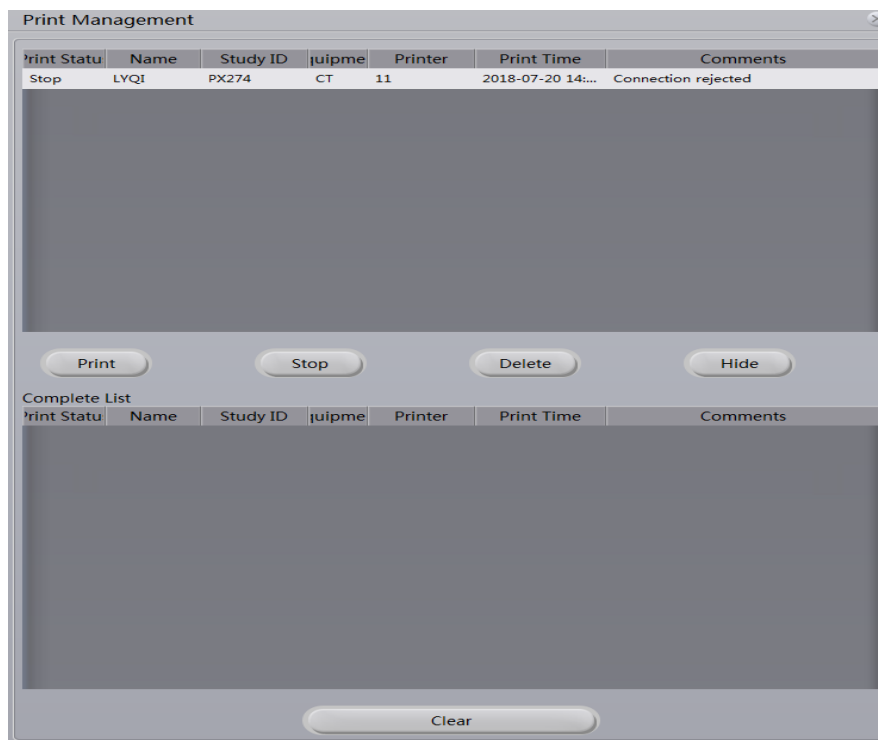 Print Management
Print Statu Name Study ID quipme Printer Print Time Comments
Stop LYQI PX274 CT 11 2018-07-20 14:... Connection rejected
Print Stop Delete Hide
Complete List
Print Statu Name Study ID quipme Printer Print Time Comments
Clear